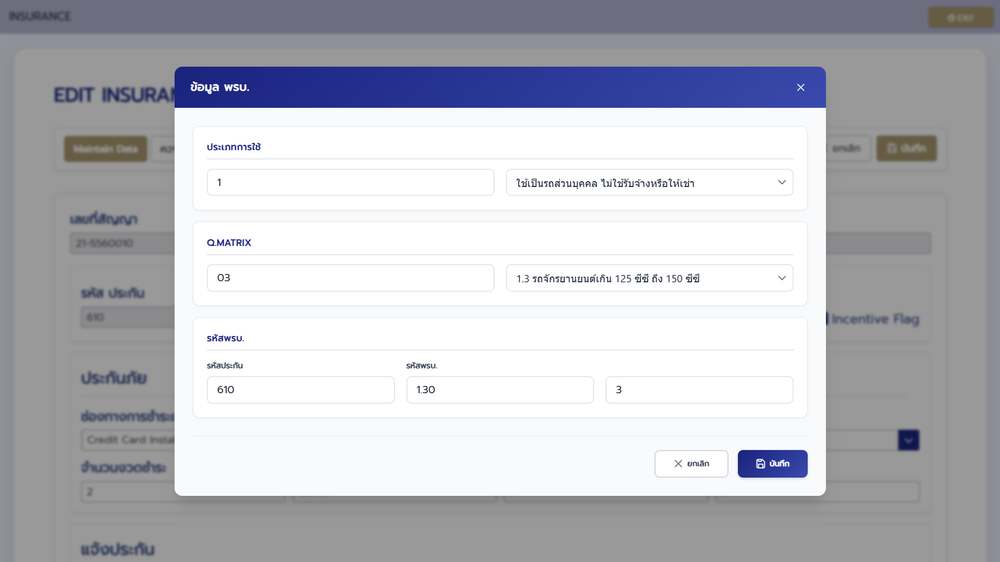 INSURANCE
EXIT
EDIT INSURAN
ข้อมูล พรบ.
Maintain Data
ยกเลิก
บันทึก
ประเภทการใช้
1
ใช้เป็นรถส่วนบุคคล ไม่ใช้รับจ้างหรือให้เช่า
เลขที่สัญญา
21-5560010
Q.MATRIX
03
1.3 รถจักรยานยนต์เกิน 125 ซีซี ถึง 150 ซีซี
รหัส ประกัน
610
Incentive Flag
รหัสพรบ.
รหัสประกัน
รหัสพรบ.
610
1.30
3
ประกันภัย
ช่องทางการชำระ
Credit Card Instal
จำนวนงวดชำระ
2
ยกเลิก
บันทึก
แจ้งประกัน